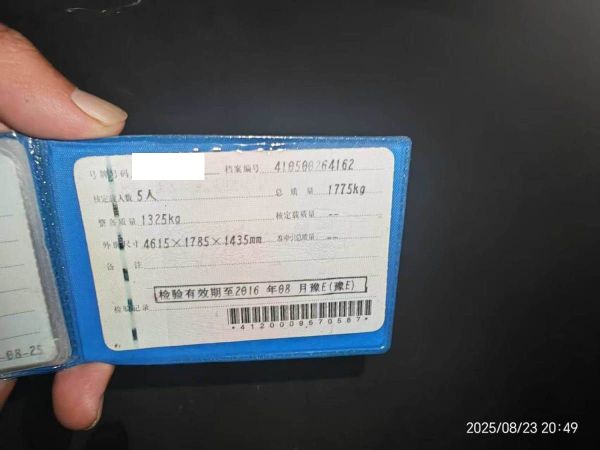 号牌号码 档案编号 410500264162
核定载人数 5人 总质量 1775kg
整备质量 1325kg 核定载质量 --
外廓尺寸 4615×1785×1435mm 准牵引总质量 --
备注
检验有效期至2016年08月豫E(豫E)
检验记录
*4120009570587*
-08-25
2025/08/23 20:49